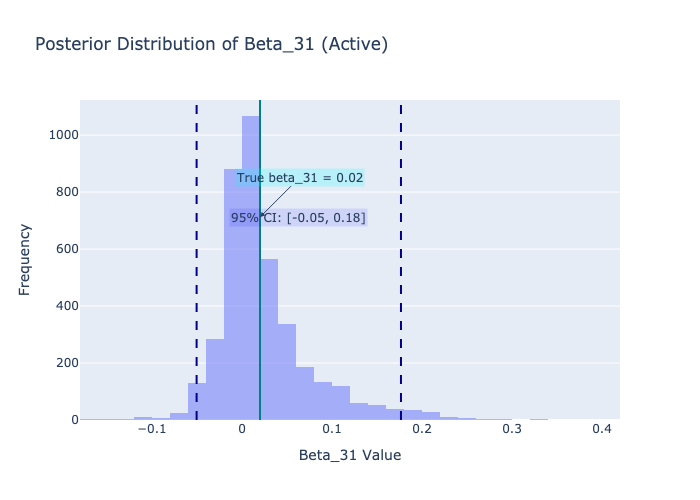 Posterior Distribution of Beta_31 (Active)
1000
True beta_31 = 0.02
800
95% CI: [-0.05, 0.18]
600
400
200
0
Frequency
−0.1
0
0.1
0.2
0.3
0.4
Beta_31 Value